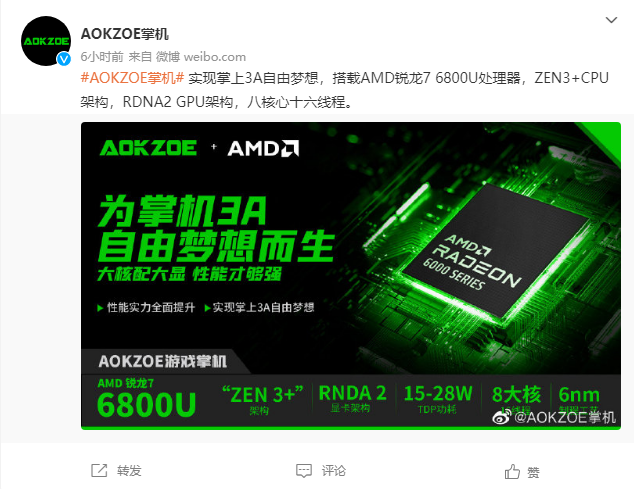 AOKZOE
AOKZOE掌机
6小时前 来自 微博 weibo.com
#AOKZOE掌机# 实现掌上3A自由梦想，搭载AMD锐龙7 6800U处理器，ZEN3+CPU
架构，RDNA2 GPU架构，八核心十六线程。
AOKZOE + AMD
为掌机3A
自由梦想而生
大核配大显 性能才够强
性能实力全面提升 实现掌上3A自由梦想
AMD
RADEON
6000 SERIES
AOKZOE游戏掌机
AMD 锐龙7
6800U
“ZEN 3+”
架构
RNDA 2
显卡架构
15-28W
TDP功耗
8大核
6nm
@AOKZOE掌机
转发
评论
赞